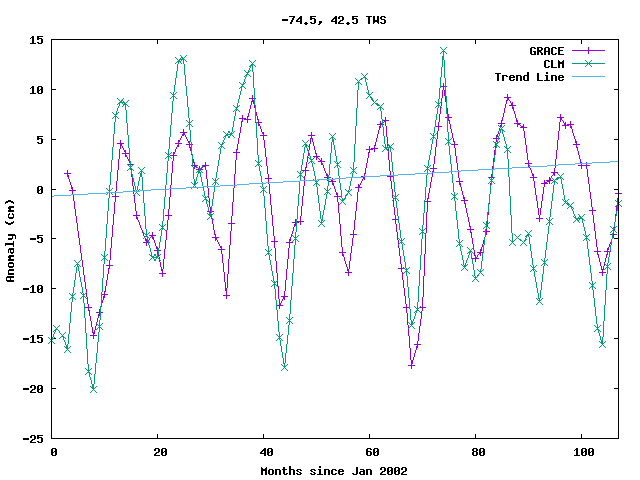 -74.5, 42.5 TWS
GRACE
CLM
Trend Line
15
10
5
0
-5
-10
-15
-20
-25
Anomaly (cm)
0 20 40 60 80 100
Months since Jan 2002